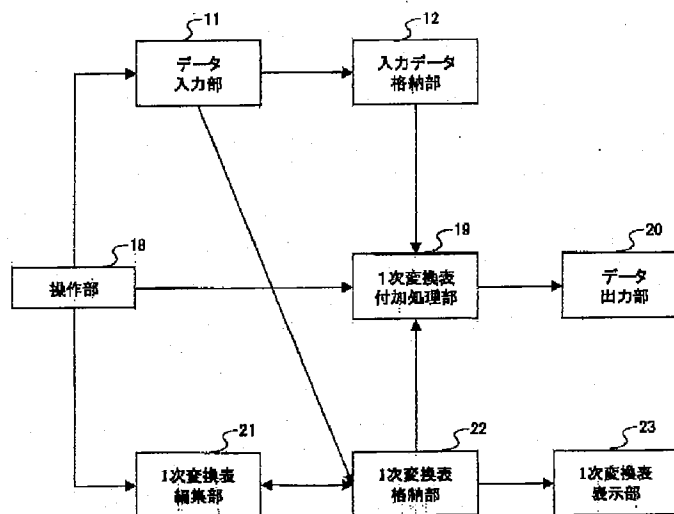 11
データ
入力部
12
入力データ
格納部
18
操作部
19
1次変換表
付加処理部
20
データ
出力部
21
1次変換表
編集部
22
1次変換表
格納部
23
1次変換表
表示部